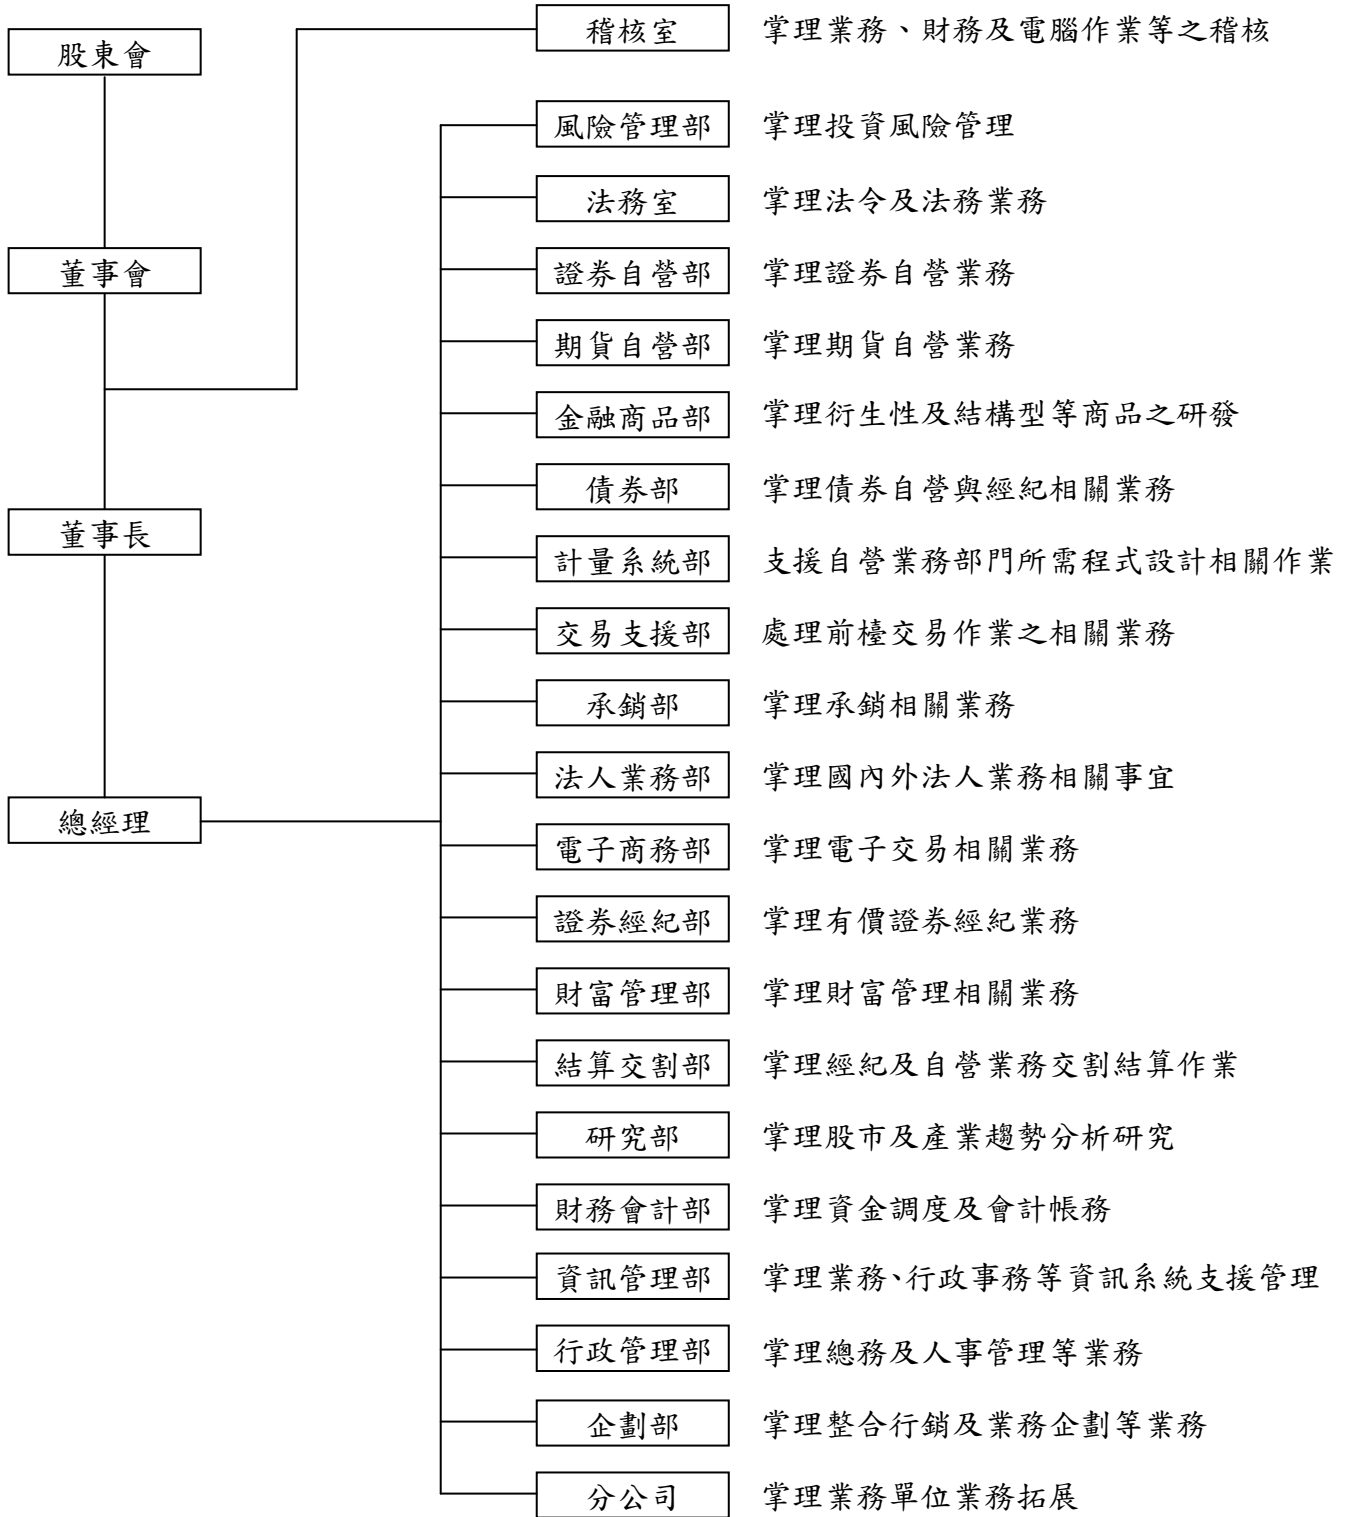 股東會
董事會
董事長
總經理
稽核室 掌理業務、財務及電腦作業等之稽核
風險管理部 掌理投資風險管理
法務室 掌理法令及法務業務
證券自營部 掌理證券自營業務
期貨自營部 掌理期貨自營業務
金融商品部 掌理衍生性及結構型等商品之研發
債券部 掌理債券自營與經紀相關業務
計量系統部 支援自營業務部門所需程式設計相關作業
交易支援部 處理前檯交易作業之相關業務
承銷部 掌理承銷相關業務
法人業務部 掌理國內外法人業務相關事宜
電子商務部 掌理電子交易相關業務
證券經紀部 掌理有價證券經紀業務
財富管理部 掌理財富管理相關業務
結算交割部 掌理經紀及自營業務交割結算作業
研究部 掌理股市及產業趨勢分析研究
財務會計部 掌理資金調度及會計帳務
資訊管理部 掌理業務、行政事務等資訊系統支援管理
行政管理部 掌理總務及人事管理等業務
企劃部 掌理整合行銷及業務企劃等業務
分公司 掌理業務單位業務拓展